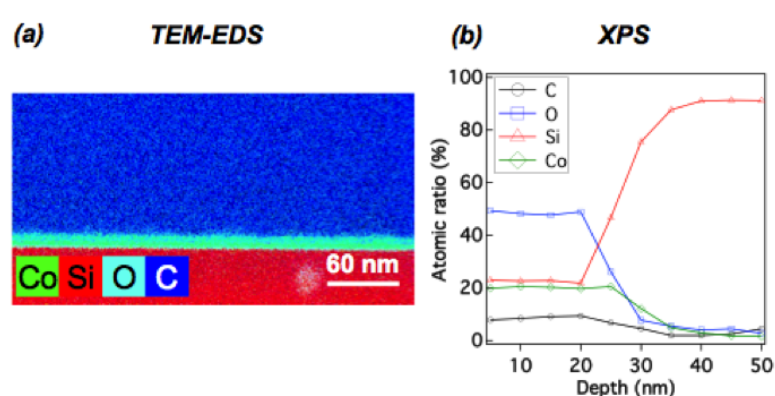 (a) TEM-EDS
Co Si O C
60 nm
(b) XPS
Atomic ratio (%)
100
80
60
40
20
0
C
O
Si
Co
10 20 30 40 50
Depth (nm)